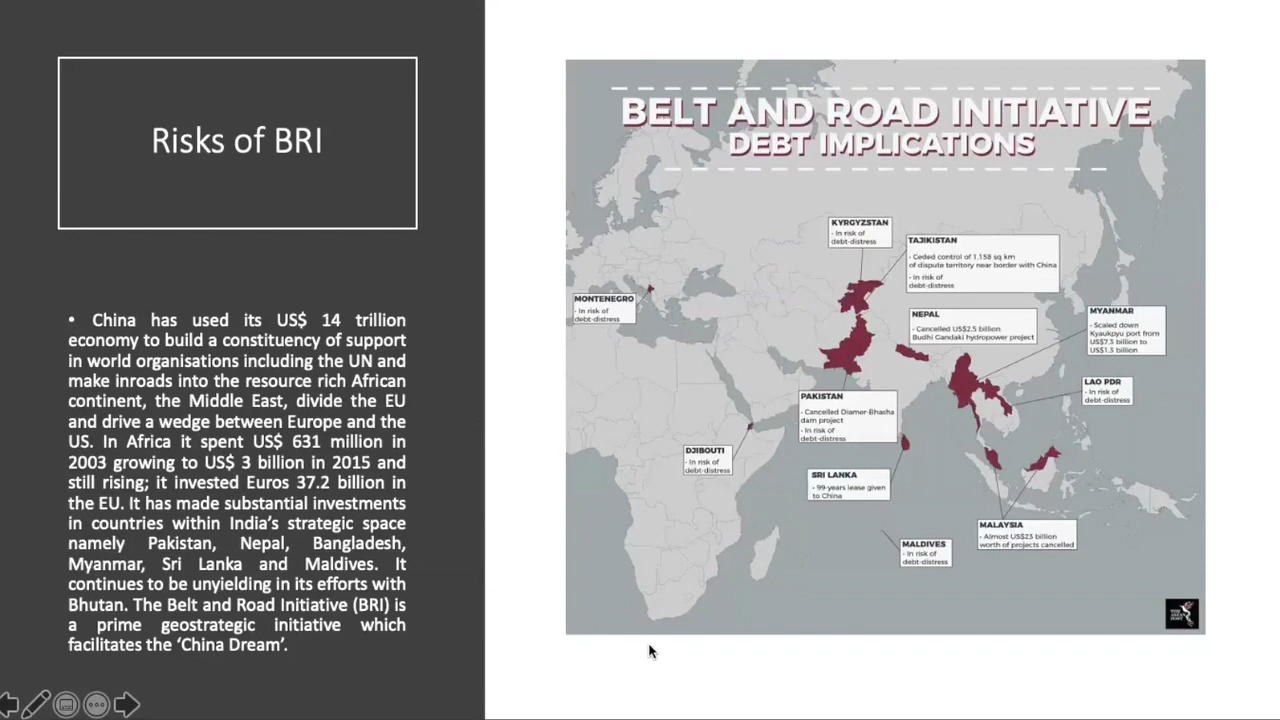 Risks of BRI
• China has used its US$ 14 trillion
economy to build a constituency of support
in world organisations including the UN and
make inroads into the resource rich African
continent, the Middle East, divide the EU
and drive a wedge between Europe and the
US. In Africa it spent US$ 631 million in
2003 growing to US$ 3 billion in 2015 and
still rising; it invested Euros 37.2 billion in
the EU. It has made substantial investments
in countries within India’s strategic space
namely Pakistan, Nepal, Bangladesh,
Myanmar, Sri Lanka and Maldives. It
continues to be unyielding in its efforts with
Bhutan. The Belt and Road Initiative (BRI) is
a prime geostrategic initiative which
facilitates the ‘China Dream’.
BELT AND ROAD INITIATIVE
DEBT IMPLICATIONS
KYRGYZSTAN
- In risk of
debt-distress
TAJIKISTAN
- Ceded control of 1,158 sq km
of dispute territory near border with China
- In risk of
debt-distress
MONTENEGRO
- In risk of
debt-distress
NEPAL
- Cancelled US$2.5 billion
Budhi Gandaki hydropower project
MYANMAR
- Scaled down
Kyaukpyu port from
US$7.3 billion to
US$1.3 billion
LAO PDR
- In risk of
debt-distress
PAKISTAN
- Cancelled Diamer-Bhasha
dam project
- In risk of
debt-distress
DJIBOUTI
- In risk of
debt-distress
SRI LANKA
- 99-years lease given
to China
MALAYSIA
- Almost US$23 billion
worth of projects cancelled
MALDIVES
- In risk of
debt-distress
THE
ASEAN
POST